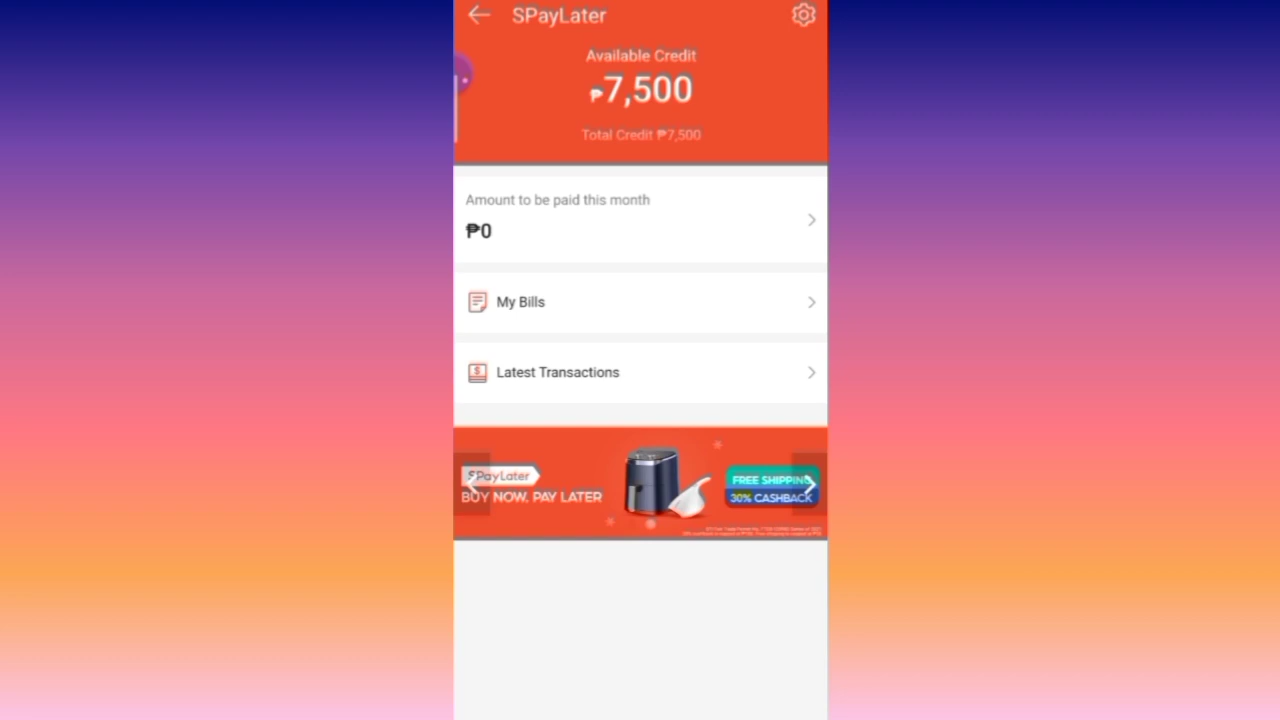 SPayLater
Available Credit
₱7,500
Total Credit ₱7,500
Amount to be paid this month
₱0
My Bills
Latest Transactions
SPayLater
BUY NOW, PAY LATER
FREE SHIPPING
30% CASHBACK